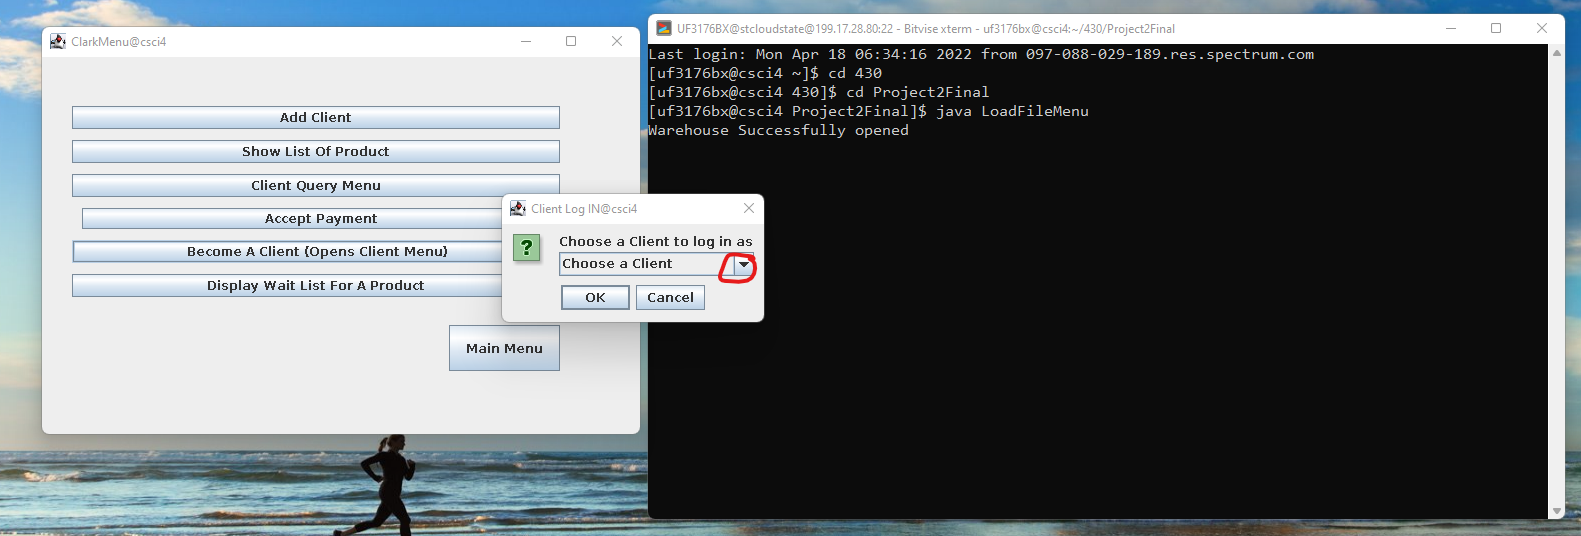 ClarkMenu@csci4
Add Client
Show List Of Product
Client Query Menu
Accept Payment
Become A Client (Opens Client Menu)
Display Wait List For A Product
Main Menu
Client Log IN@csci4
?
Choose a Client to log in as
Choose a Client
OK Cancel
UF3176BX@stcloudstate@199.17.28.80:22 - Bitvise xterm - uf3176bx@csci4:~/430/Project2Final
Last login: Mon Apr 18 06:34:16 2022 from 097-088-029-189.res.spectrum.com
[uf3176bx@csci4 ~]$ cd 430
[uf3176bx@csci4 430]$ cd Project2Final
[uf3176bx@csci4 Project2Final]$ java LoadFileMenu
Warehouse Successfully opened